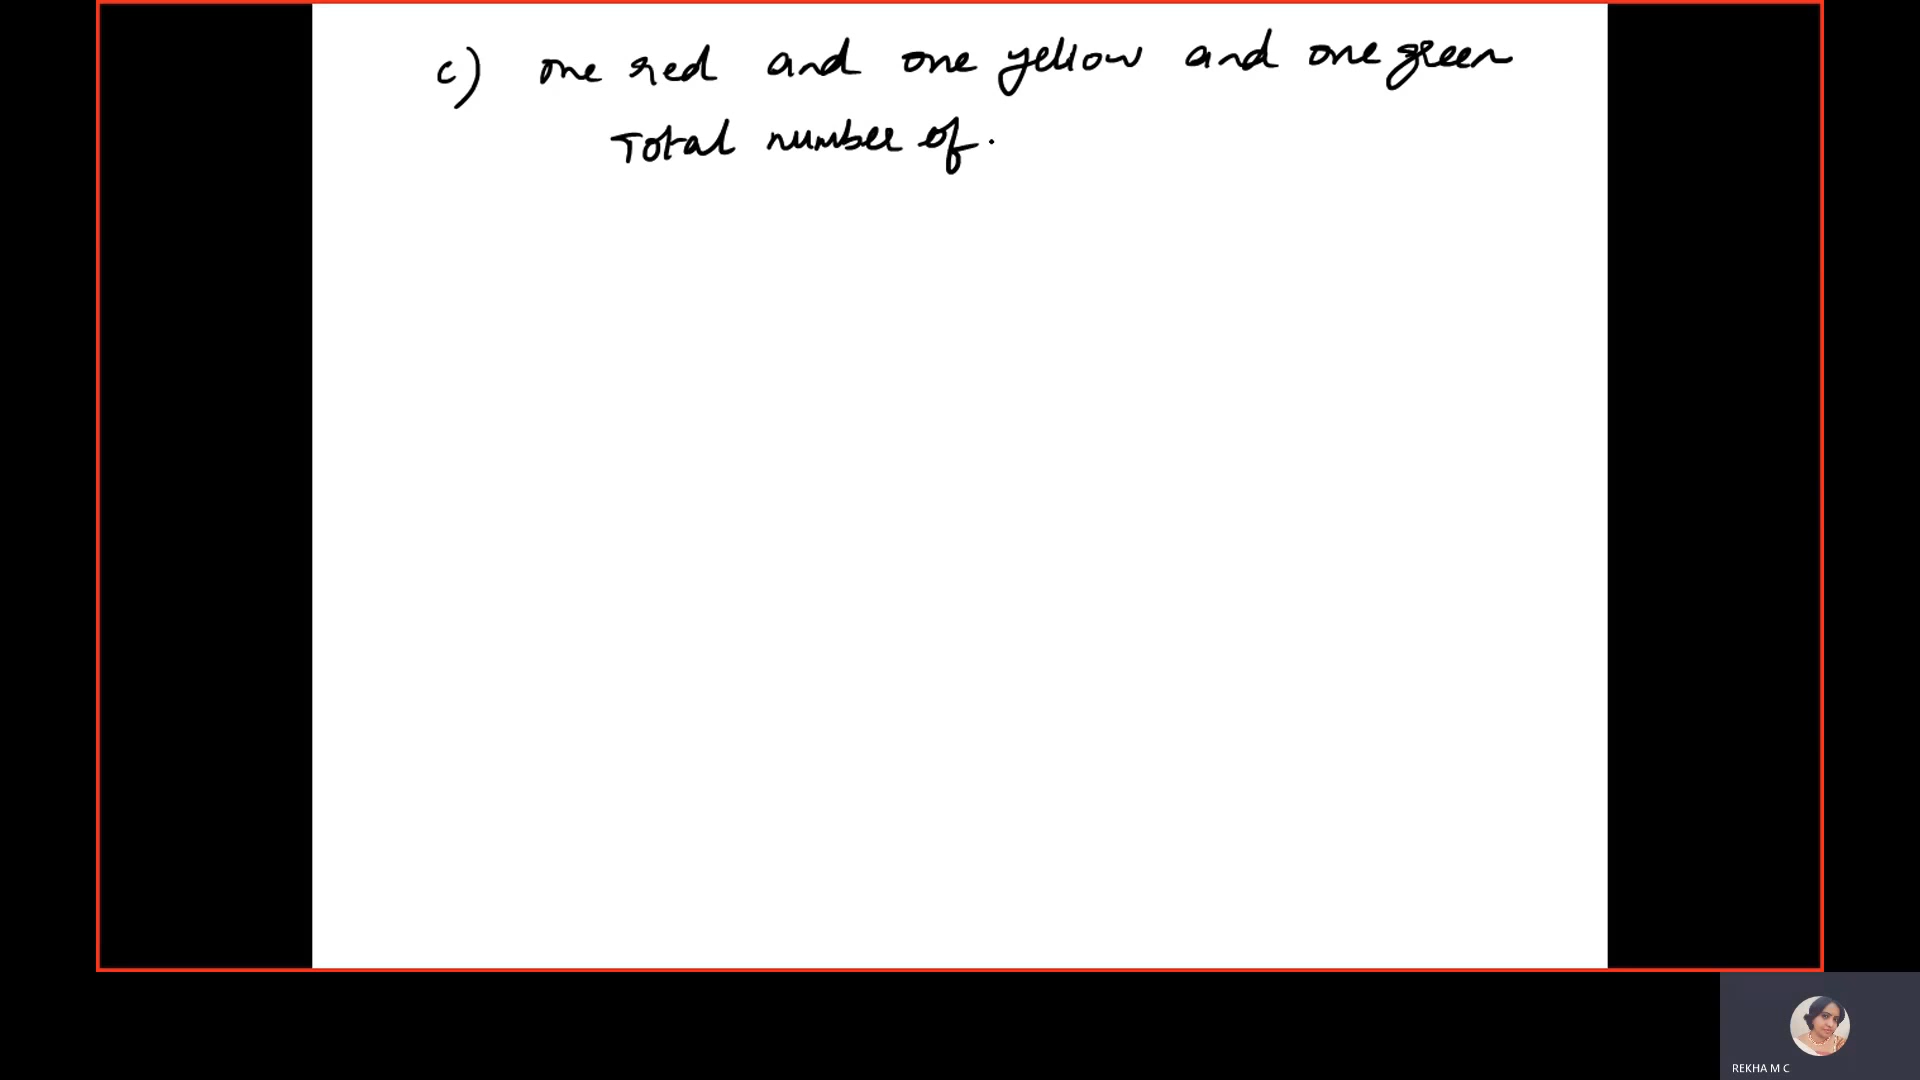 c) one red and one yellow and one green
Total number of.
REKHA M C